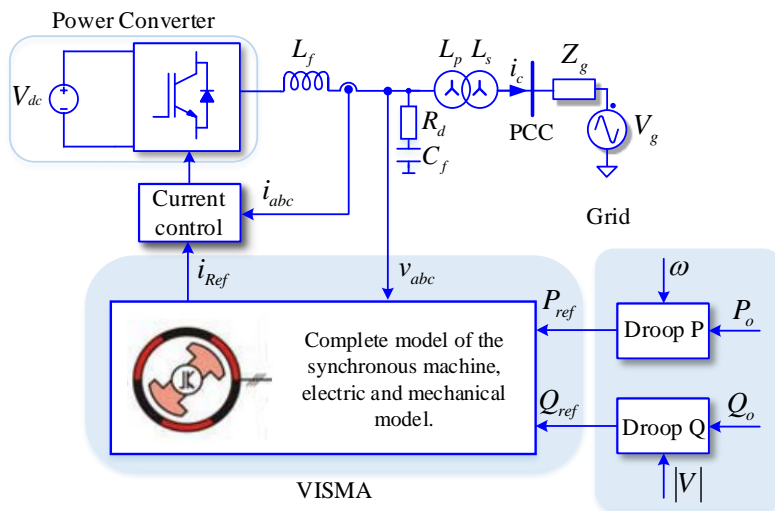 Power Converter
L_f
L_p L_s
i_c
Z_g
V_dc
R_d
PCC
V_g
C_f
i_abc
Current
control
Grid
i_Ref
v_abc
ω
P_ref
P_o
Droop P
Complete model of the
synchronous machine,
electric and mechanical
model.
Q_ref
Q_o
Droop Q
VISMA
|V|